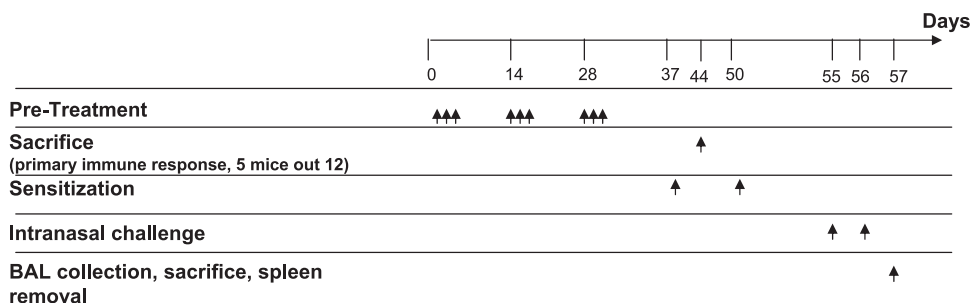 Days
0 14 28 37 44 50 55 56 57
Pre-Treatment
Sacrifice
(primary immune response, 5 mice out 12)
Sensitization
Intranasal challenge
BAL collection, sacrifice, spleen
removal